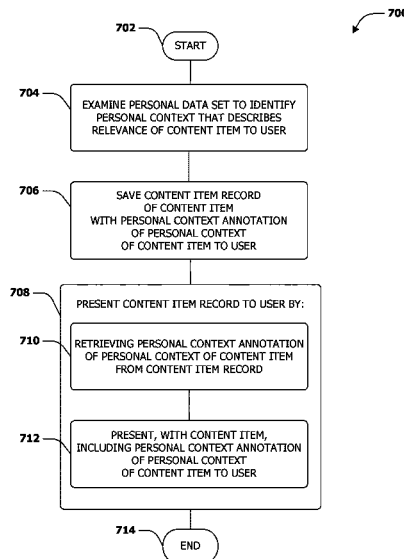 700
702
START
704
EXAMINE PERSONAL DATA SET TO IDENTIFY
PERSONAL CONTEXT THAT DESCRIBES
RELEVANCE OF CONTENT ITEM TO USER
706
SAVE CONTENT ITEM RECORD
OF CONTENT ITEM
WITH PERSONAL CONTEXT ANNOTATION
OF PERSONAL CONTEXT
OF CONTENT ITEM TO USER
708
PRESENT CONTENT ITEM RECORD TO USER BY:
710
RETRIEVING PERSONAL CONTEXT ANNOTATION
OF PERSONAL CONTEXT OF CONTENT ITEM
FROM CONTENT ITEM RECORD
712
PRESENT, WITH CONTENT ITEM,
INCLUDING PERSONAL CONTEXT ANNOTATION
OF PERSONAL CONTEXT
OF CONTENT ITEM TO USER
714
END